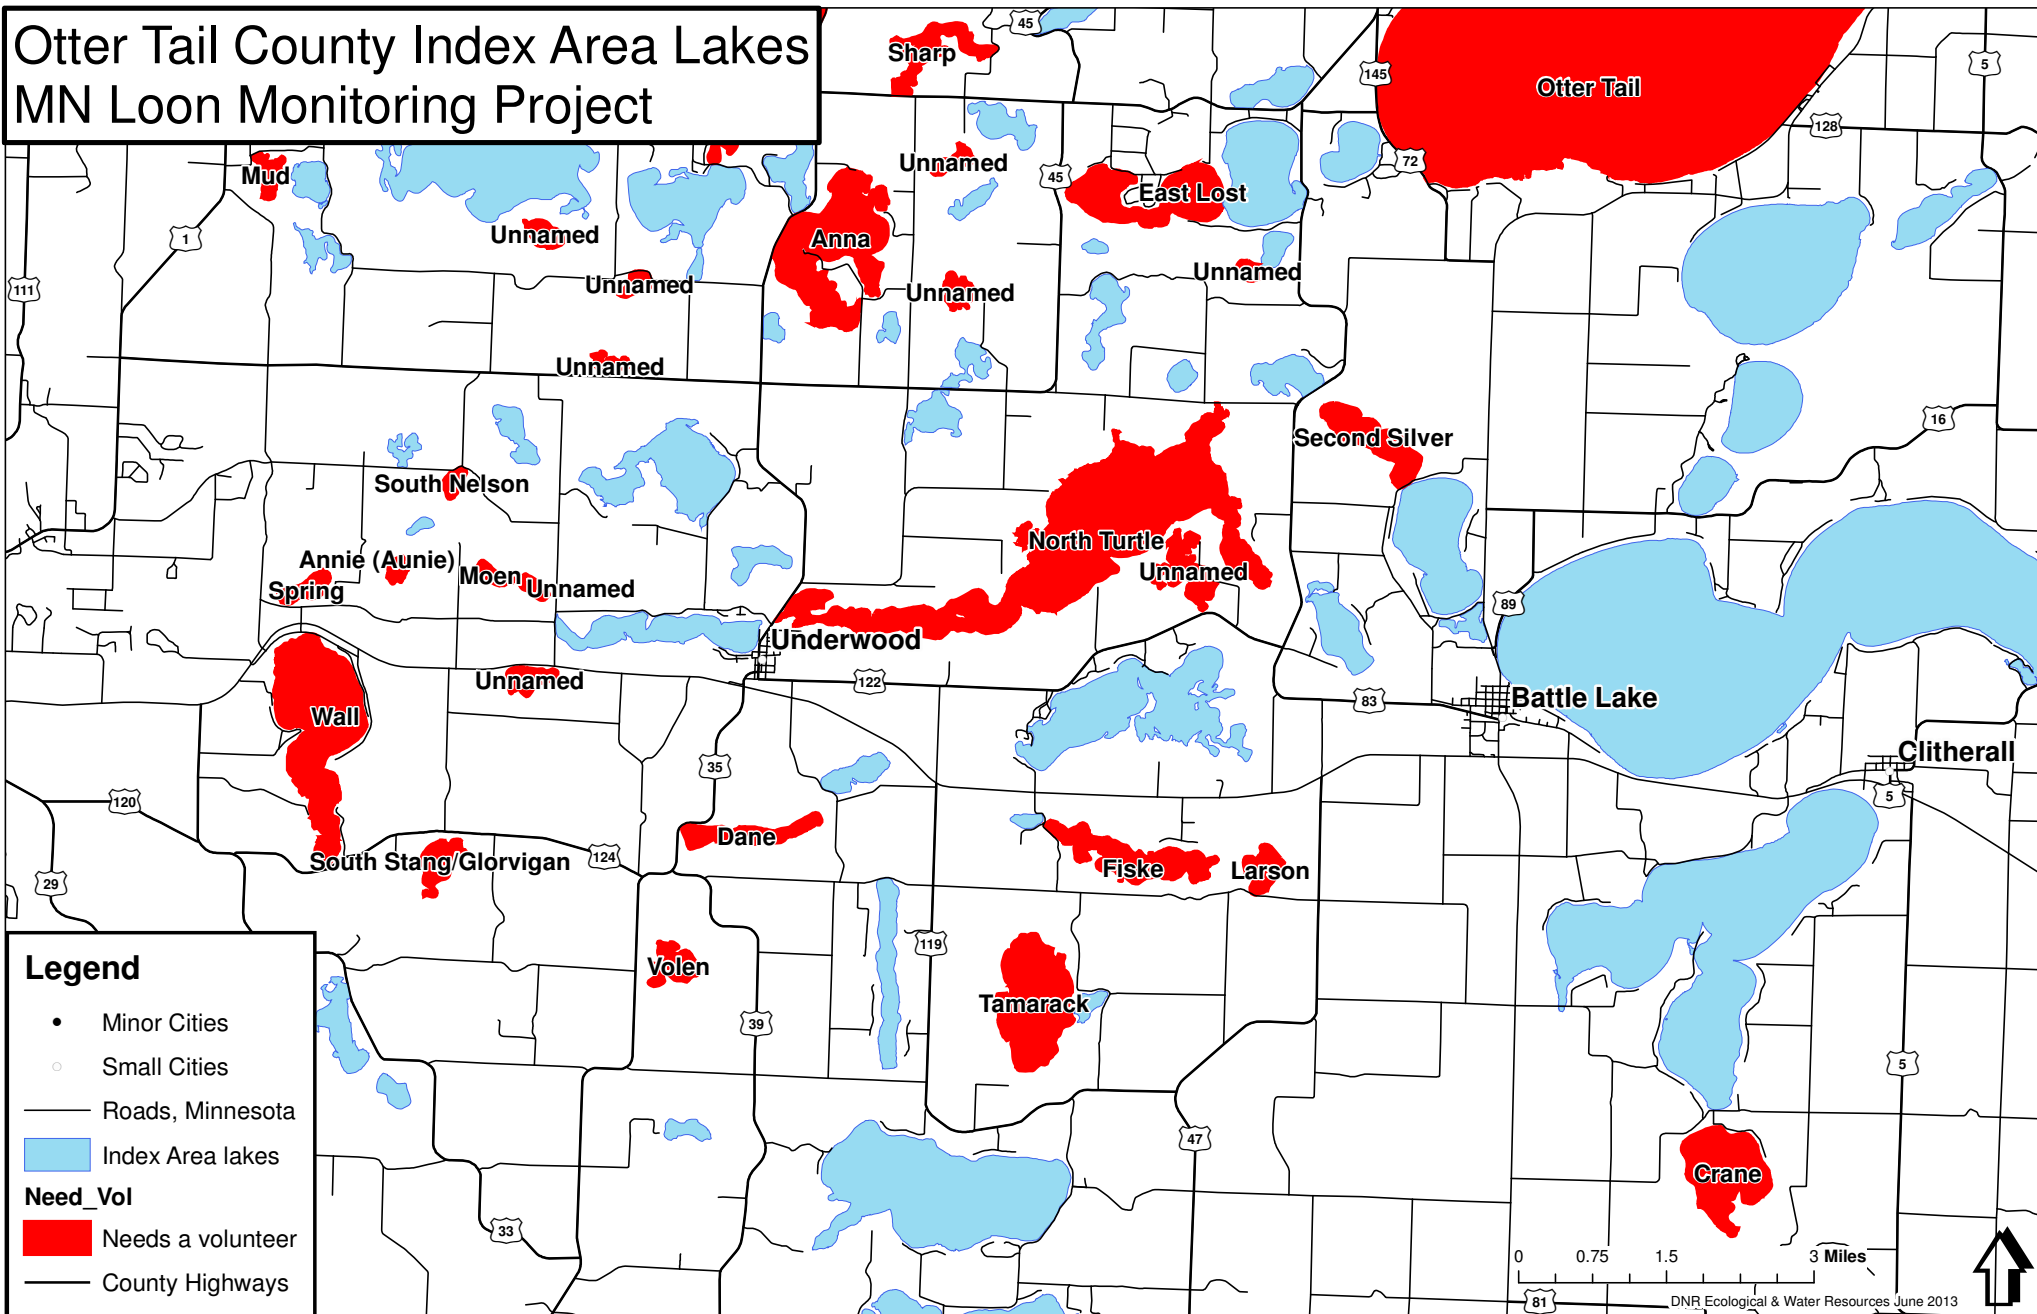 Otter Tail County Index Area Lakes
MN Loon Monitoring Project
45
Sharp
145
Otter Tail
5
128
72
Mud
Unnamed
45
East Lost
1
Unnamed
Anna
111
Unnamed
Unnamed
Unnamed
Unnamed
16
Second Silver
South Nelson
North Turtle
Annie (Aunie)
Moen
Unnamed
Unnamed
Spring
89
Underwood
Unnamed
122
83
Battle Lake
Wall
35
Clitherall
120
5
Dane
South Stang/Glorvigan
124
Fiske
Larson
29
119
Volen
Tamarack
39
5
47
Crane
33
81
Legend
Minor Cities
Small Cities
Roads, Minnesota
Index Area lakes
Need_Vol
Needs a volunteer
County Highways
0 0.75 1.5 3 Miles
DNR Ecological & Water Resources June 2013